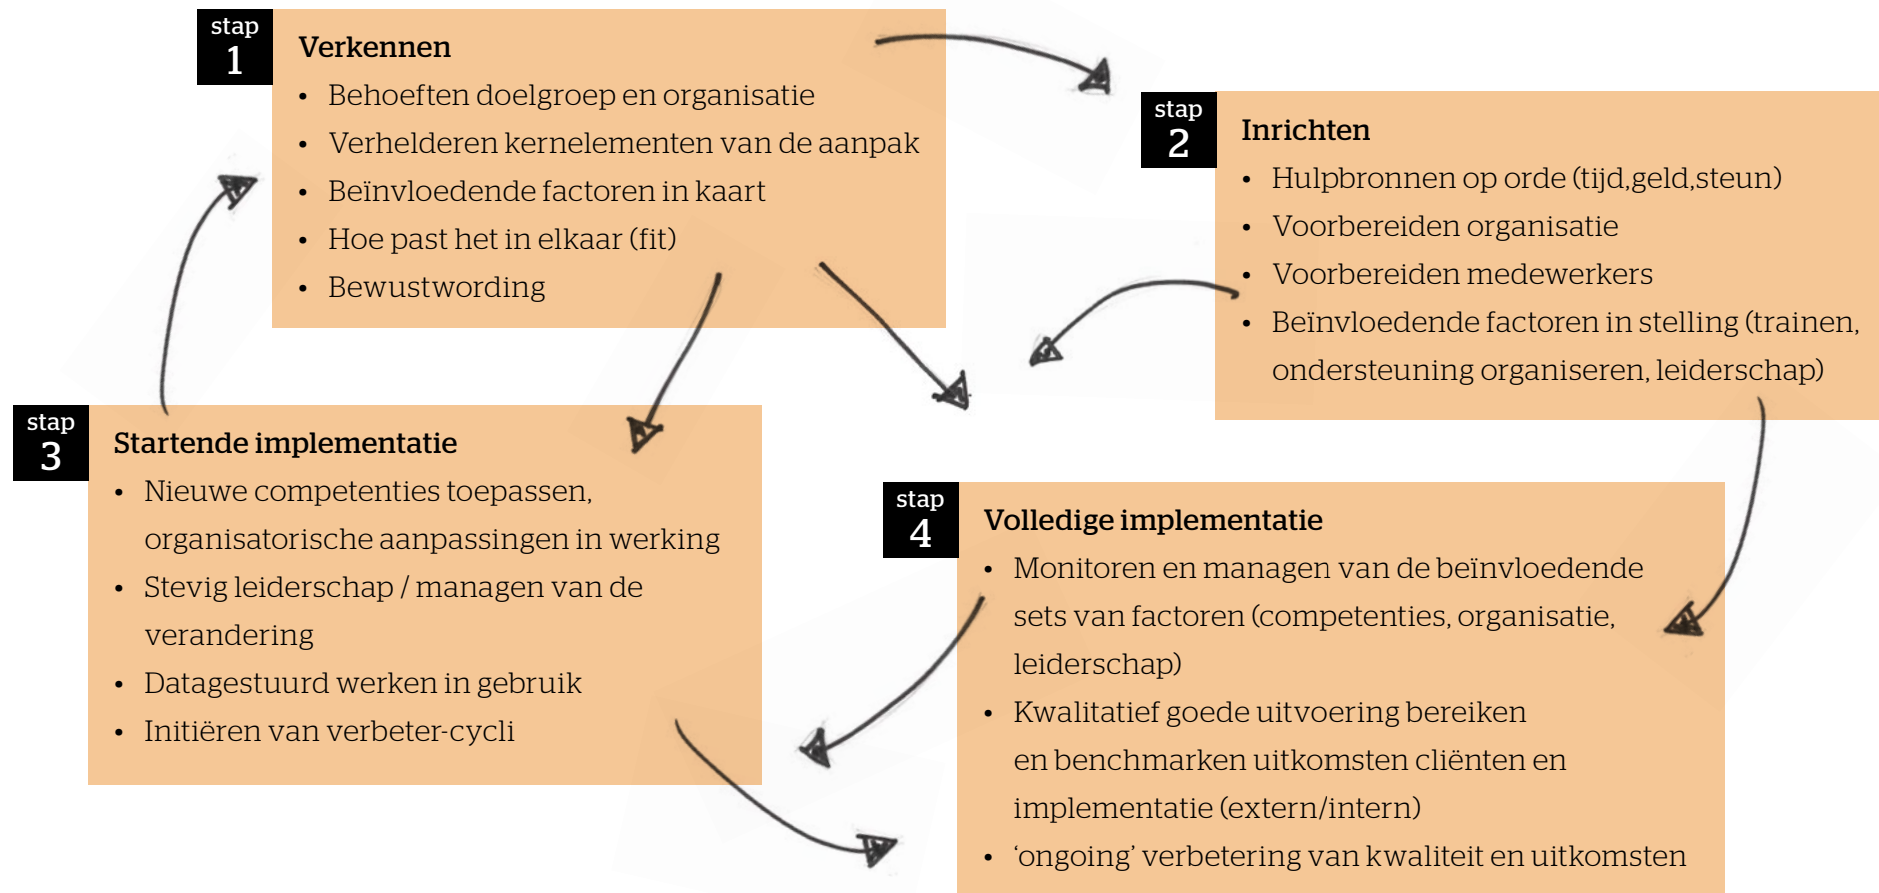 stap
1
Verkennen
• Behoeften doelgroep en organisatie
• Verhelderen kernelementen van de aanpak
• Beïnvloedende factoren in kaart
• Hoe past het in elkaar (fit)
• Bewustwording
stap
2
Inrichten
• Hulpbronnen op orde (tijd,geld,steun)
• Voorbereiden organisatie
• Voorbereiden medewerkers
• Beïnvloedende factoren in stelling (trainen,
ondersteuning organiseren, leiderschap)
stap
3
Startende implementatie
• Nieuwe competenties toepassen,
organisatorische aanpassingen in werking
• Stevig leiderschap / managen van de
verandering
• Datagestuurd werken in gebruik
• Initiëren van verbeter-cycli
stap
4
Volledige implementatie
• Monitoren en managen van de beïnvloedende
sets van factoren (competenties, organisatie,
leiderschap)
• Kwalitatief goede uitvoering bereiken
en benchmarken uitkomsten cliënten en
implementatie (extern/intern)
• ‘ongoing’ verbetering van kwaliteit en uitkomsten